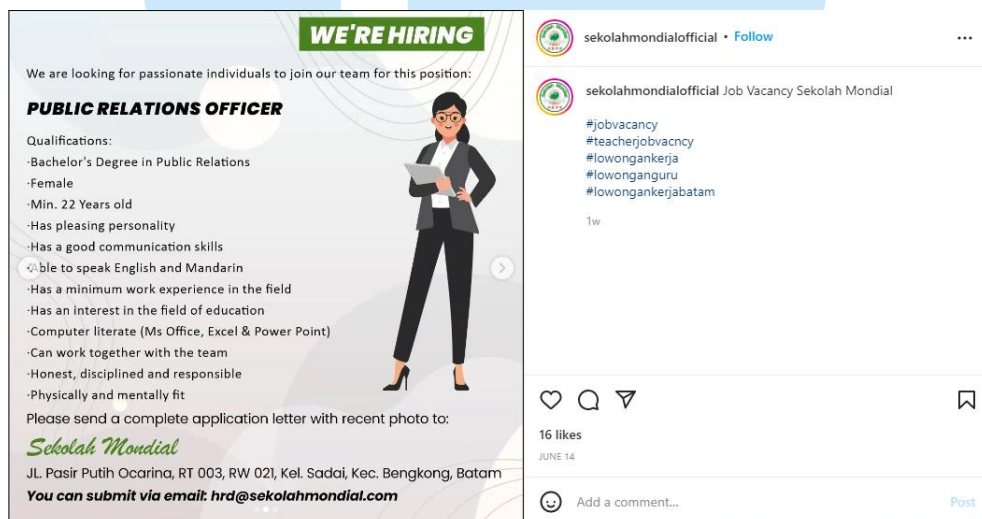 WE'RE HIRING
We are looking for passionate individuals to join our team for this position:
PUBLIC RELATIONS OFFICER
Qualifications:
·Bachelor's Degree in Public Relations
·Female
·Min. 22 Years old
·Has pleasing personality
·Has a good communication skills
·Able to speak English and Mandarin
·Has a minimum work experience in the field
·Has an interest in the field of education
·Computer literate (Ms Office, Excel & Power Point)
·Can work together with the team
·Honest, disciplined and responsible
·Physically and mentally fit
Please send a complete application letter with recent photo to:
Sekolah Mondial
JL. Pasir Putih Ocarina, RT 003, RW 021, Kel. Sadai, Kec. Bengkong, Batam
You can submit via email: hrd@sekolahmondial.com
sekolahmondialofficial • Follow
sekolahmondialofficial Job Vacancy Sekolah Mondial
#jobvacancy
#teacherjobvacncy
#lowongankerja
#lowonganguru
#lowongankerjabatam
1w
16 likes
JUNE 14
Add a comment... Post